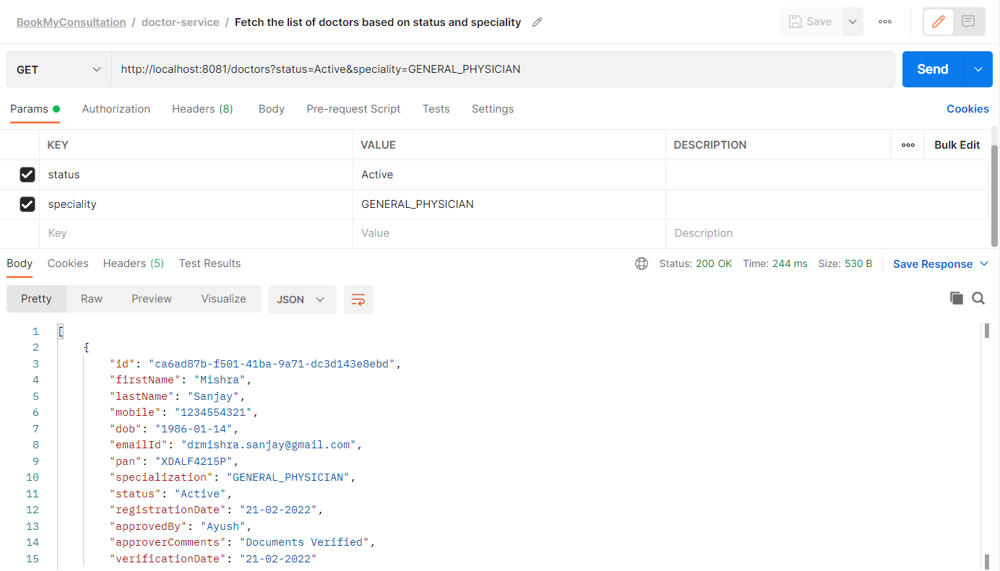 BookMyConsultation / doctor-service / Fetch the list of doctors based on status and speciality Save
GET http://localhost:8081/doctors?status=Active&speciality=GENERAL_PHYSICIAN Send
Params Authorization Headers (8) Body Pre-request Script Tests Settings Cookies
KEY VALUE DESCRIPTION Bulk Edit
status Active
speciality GENERAL_PHYSICIAN
Key Value Description
Body Cookies Headers (5) Test Results Status: 200 OK Time: 244 ms Size: 530 B Save Response
Pretty Raw Preview Visualize JSON
1 [
2 {
3 "id": "ca6ad87b-f501-41ba-9a71-dc3d143e8ebd",
4 "firstName": "Mishra",
5 "lastName": "Sanjay",
6 "mobile": "1234554321",
7 "dob": "1986-01-14",
8 "emailId": "drmishra.sanjay@gmail.com",
9 "pan": "XDALF4215P",
10 "specialization": "GENERAL_PHYSICIAN",
11 "status": "Active",
12 "registrationDate": "21-02-2022",
13 "approvedBy": "Ayush",
14 "approverComments": "Documents Verified",
15 "verificationDate": "21-02-2022"